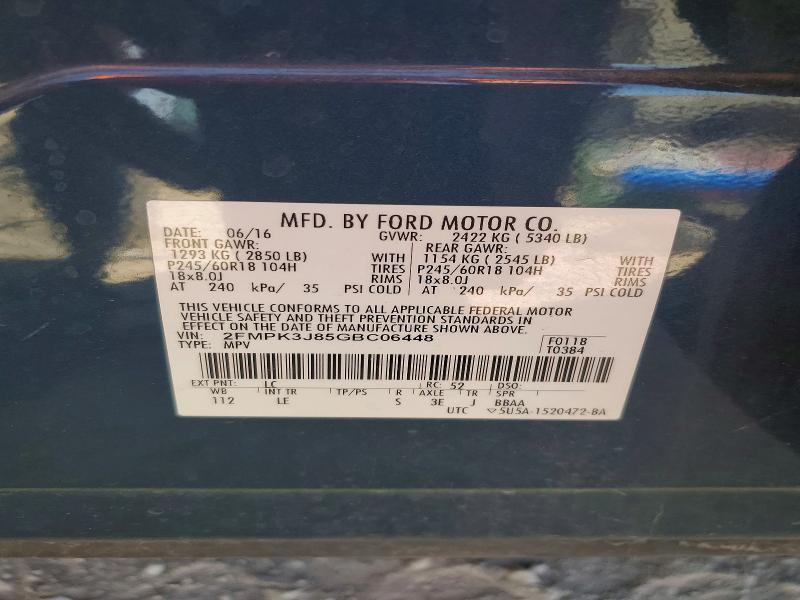 MFD. BY FORD MOTOR CO.
DATE: 06/16 GVWR: 2422 KG ( 5340 LB)
FRONT GAWR: REAR GAWR:
1293 KG ( 2850 LB) WITH 1154 KG ( 2545 LB) WITH
P245/60R18 104H TIRES P245/60R18 104H TIRES
18x8.0J RIMS 18x8.0J RIMS
AT 240 kPa/ 35 PSI COLD AT 240 kPa/ 35 PSI COLD
THIS VEHICLE CONFORMS TO ALL APPLICABLE FEDERAL MOTOR
VEHICLE SAFETY AND THEFT PREVENTION STANDARDS IN
EFFECT ON THE DATE OF MANUFACTURE SHOWN ABOVE.
VIN: 2FMPK3J85GBC06448 F0118
TYPE: MPV T0384
EXT PNT: LC RC: 52 DSO:
WB INT TR TP/PS R AXLE TR SPR
112 LE S 3E J BBAA
UTC ▽5U5A-1520472-BA